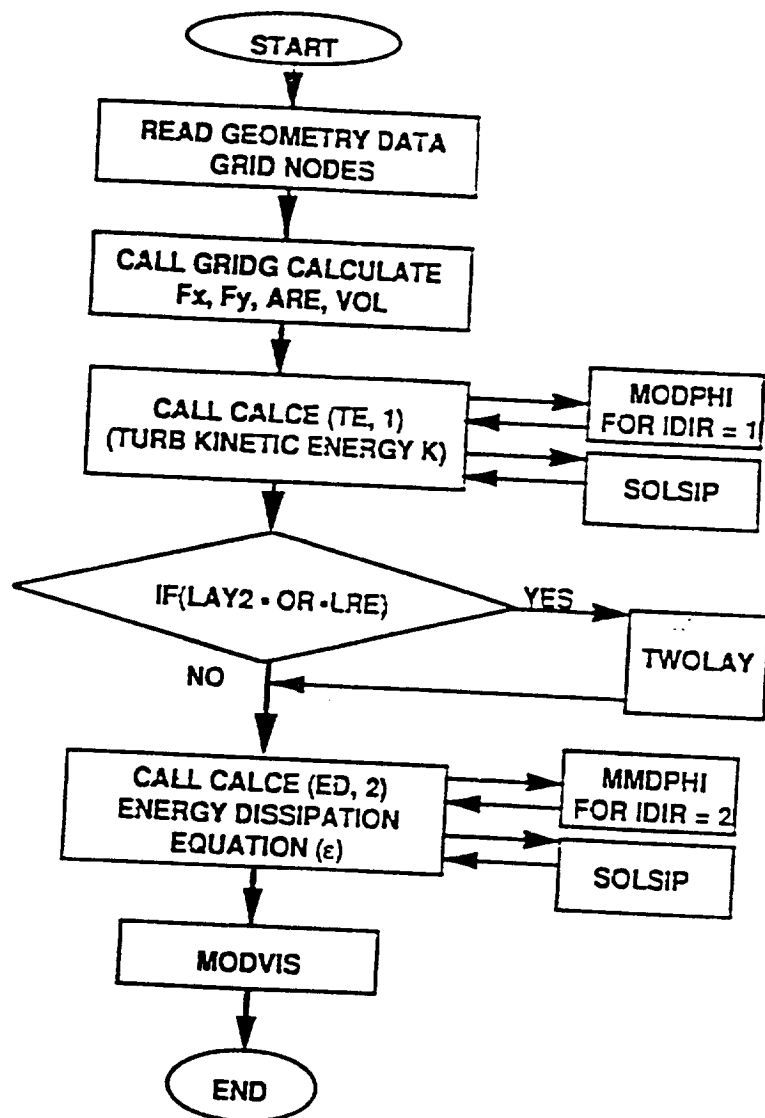 START
READ GEOMETRY DATA
GRID NODES
CALL GRIDG CALCULATE
Fx, Fy, ARE, VOL
CALL CALCE (TE, 1)
(TURB KINETIC ENERGY K)
MODPHI
FOR IDIR = 1
SOLSIP
IF(LAY2 • OR •LRE)
YES
TWOLAY
NO
CALL CALCE (ED, 2)
ENERGY DISSIPATION
EQUATION (ε)
MMDPHI
FOR IDIR = 2
SOLSIP
MODVIS
END